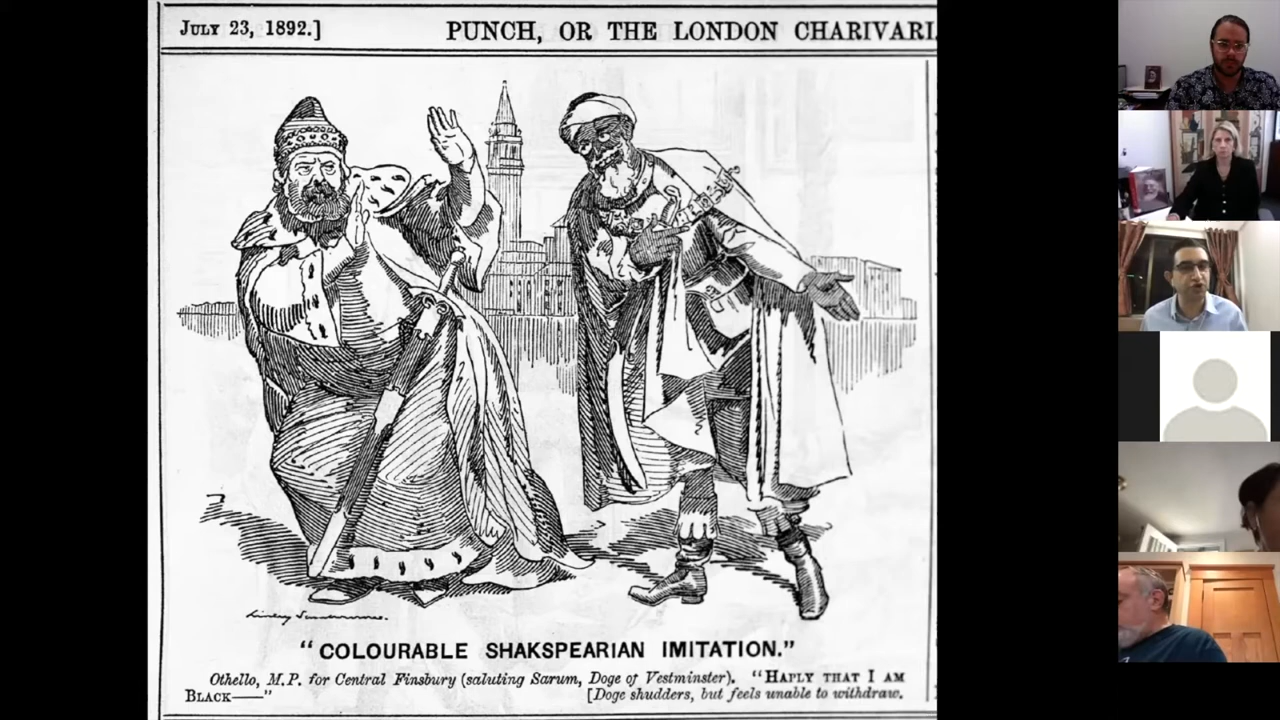 July 23, 1892.]
PUNCH, OR THE LONDON CHARIVARI
"COLOURABLE SHAKSPEARIAN IMITATION."
Othello, M.P. for Central Finsbury (saluting Sarum, Doge of Vestminster). "Haply that I am
Black——"
[Doge shudders, but feels unable to withdraw.